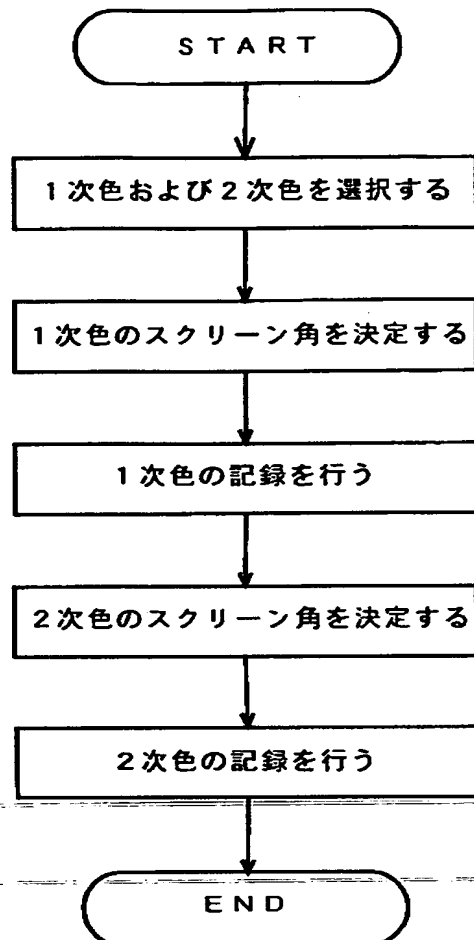 START
1次色および2次色を選択する
1次色のスクリーン角を決定する
1次色の記録を行う
2次色のスクリーン角を決定する
2次色の記録を行う
END